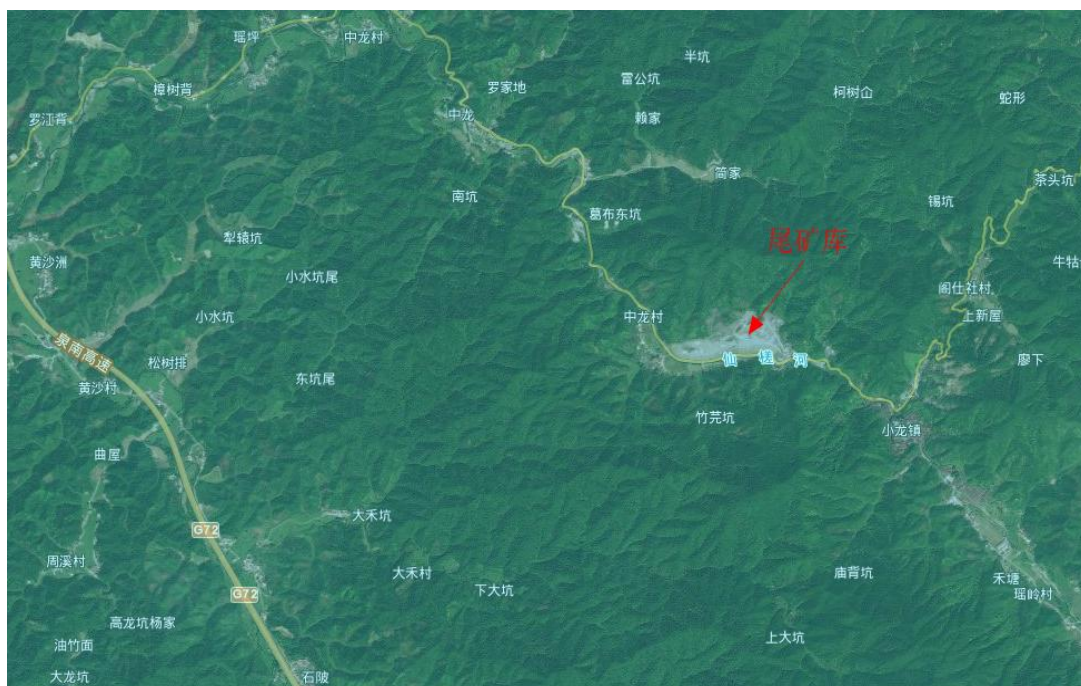 瑶坪
中龙村
半坑
罗家地
雷公坑
樟树背
柯树㘭
蛇形
罗江背
中龙
赖家
简家
茶头坑
南坑
锡坑
葛布东坑
犁辕坑
尾矿库
黄沙洲
小水坑尾
牛牯
阁仕社村
小水坑
中龙村
上新屋
泉南高速
松树排
仙槎河
廖下
黄沙村
东坑尾
竹芫坑
小龙镇
曲屋
大禾坑
G72
周溪村
大禾村
庙背坑
禾塘
下大坑
瑶岭村
G72
高龙坑杨家
上大坑
油竹面
大龙坑
石陂